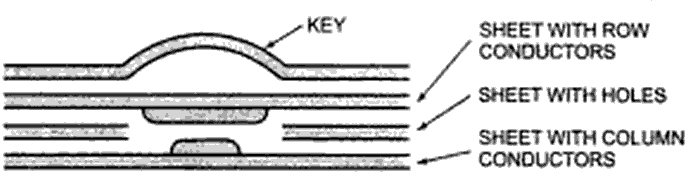 KEY
SHEET WITH ROW
CONDUCTORS
SHEET WITH HOLES
SHEET WITH COLUMN
CONDUCTORS